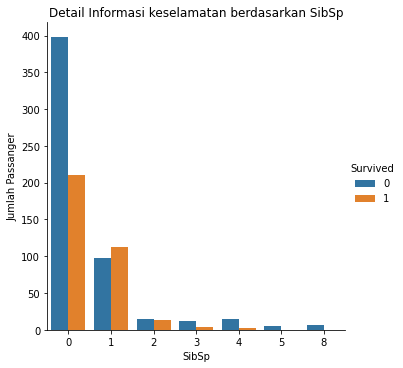 Detail Informasi keselamatan berdasarkan SibSp
400
350
300
250
200
150
100
50
0
Jumlah Passanger
0 1 2 3 4 5 8
SibSp
Survived
0
1